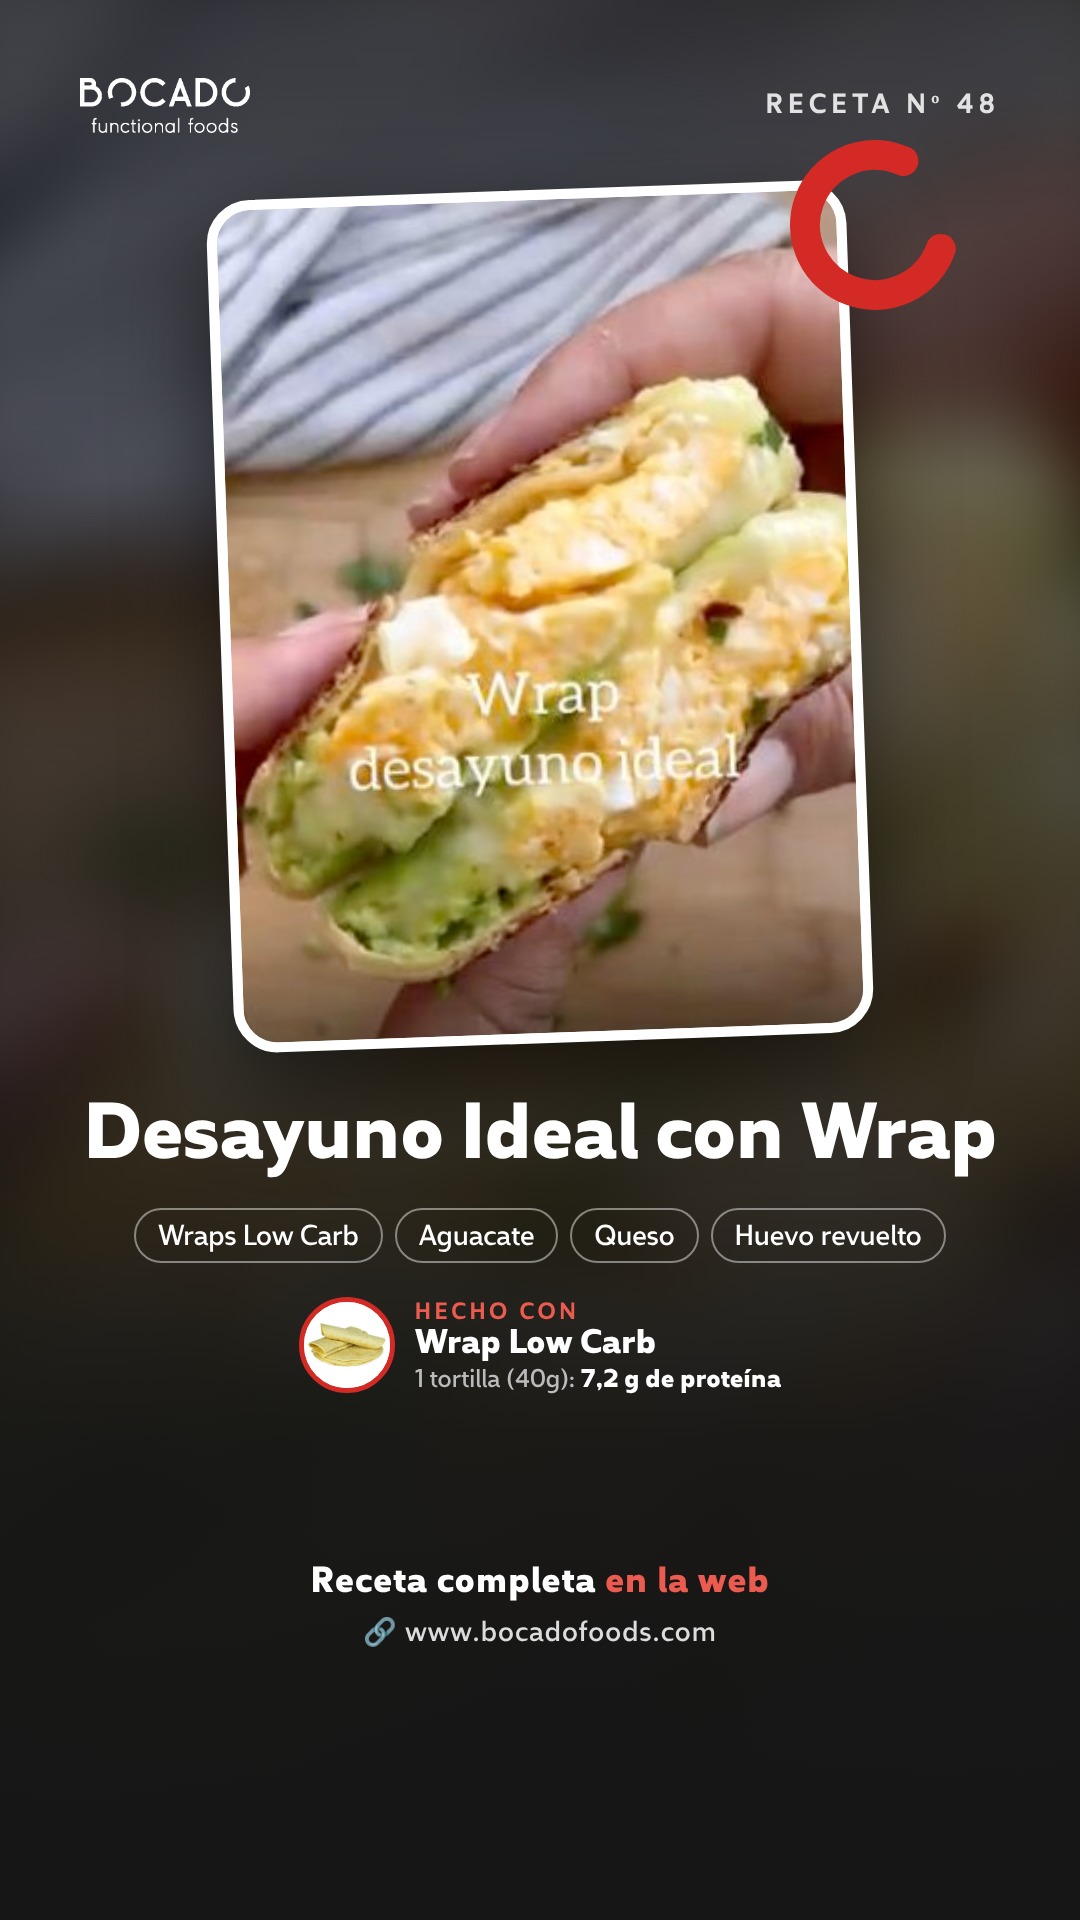 BOCADO
functional foods
RECETA Nº 48
Wrap
desayuno ideal
Desayuno Ideal con Wrap
Wraps Low Carb
Aguacate
Queso
Huevo revuelto
HECHO CON
Wrap Low Carb
1 tortilla (40g): 7,2 g de proteína
Receta completa en la web
🔗 www.bocadofoods.com